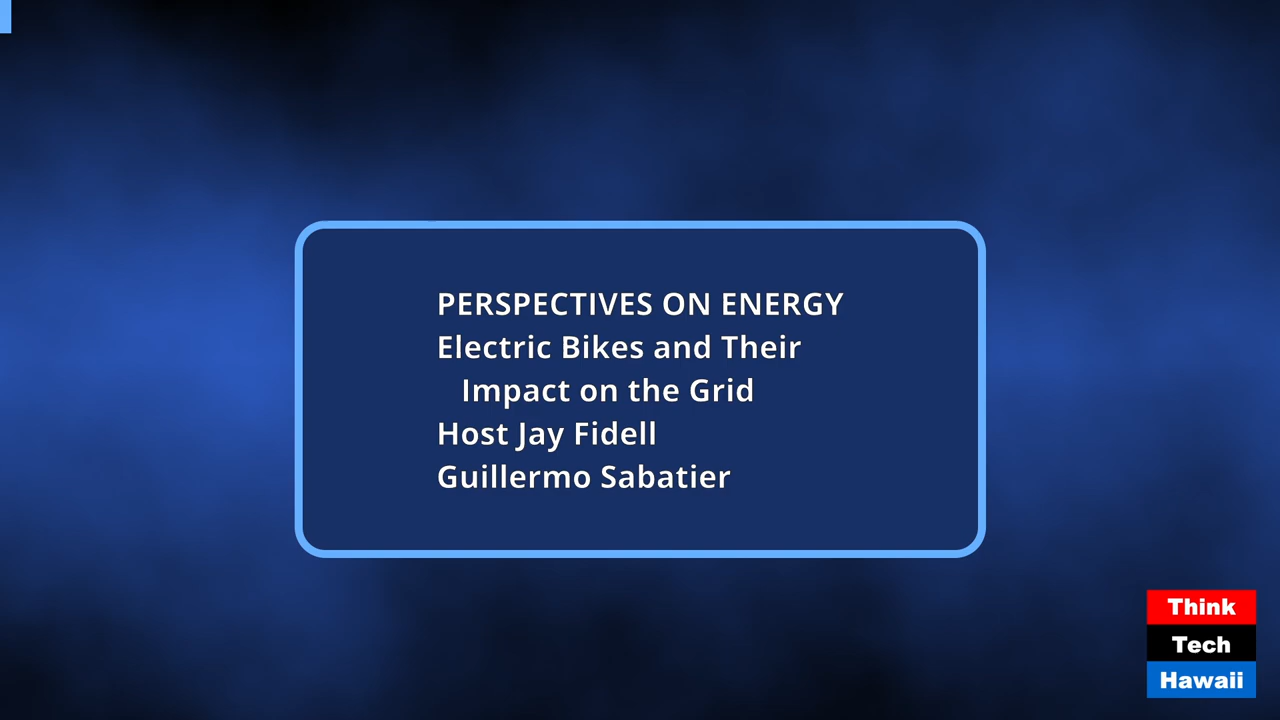 PERSPECTIVES ON ENERGY
Electric Bikes and Their
Impact on the Grid
Host Jay Fidell
Guillermo Sabatier
Think
Tech
Hawaii